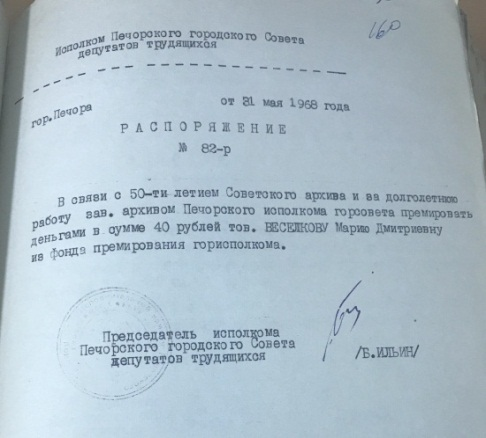 160
Исполком Печорского городского Совета
депутатов трудящихся
гор.Печора
от 31 мая 1968 года
РАСПОРЯЖЕНИЕ
№ 82-р
В связи с 50-ти летием Советского архива и за долголетнюю
работу зав. архивом Печорского исполкома горсовета премировать
деньгами в сумме 40 рублей тов. ВЕСЕЛКОВУ Марию Дмитриевну
из фонда премирования горисполкома.
Председатель исполкома
Печорского городского Совета
депутатов трудящихся
/Б.ИЛЬИН/